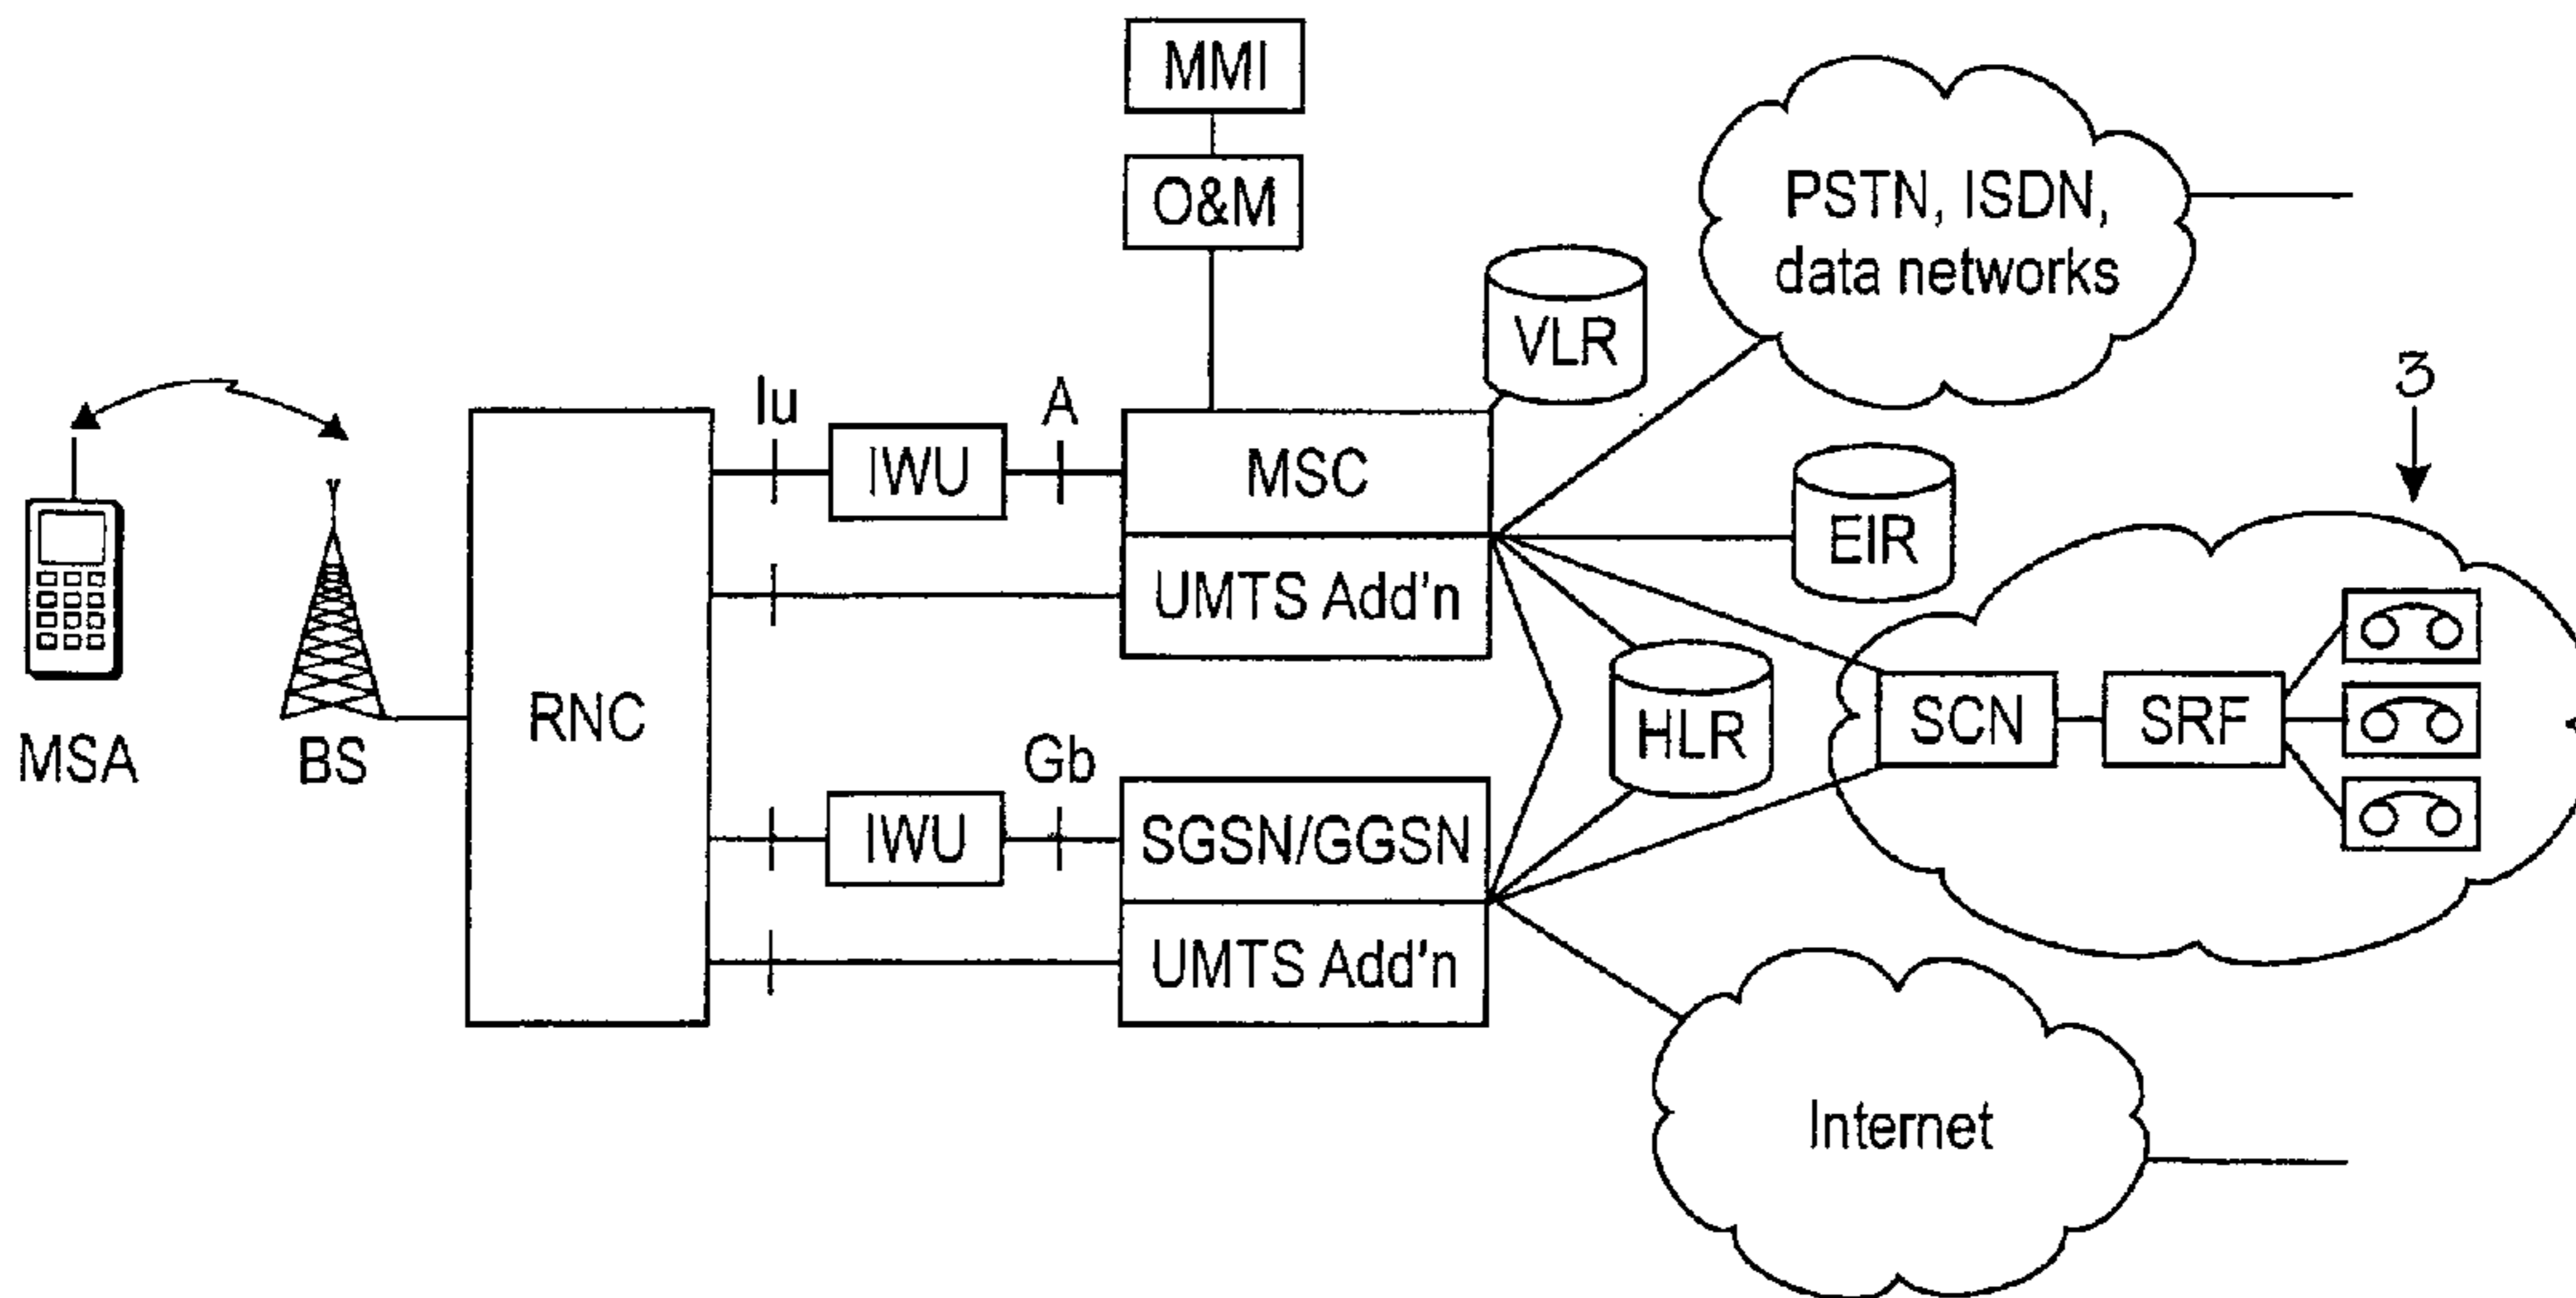 MMI
O&M
PSTN, ISDN,
data networks
VLR
3
Iu
A
IWU
MSC
EIR
UMTS Add'n
RNC
HLR
SCN
SRF
MSA
BS
Gb
IWU
SGSN/GGSN
UMTS Add'n
Internet